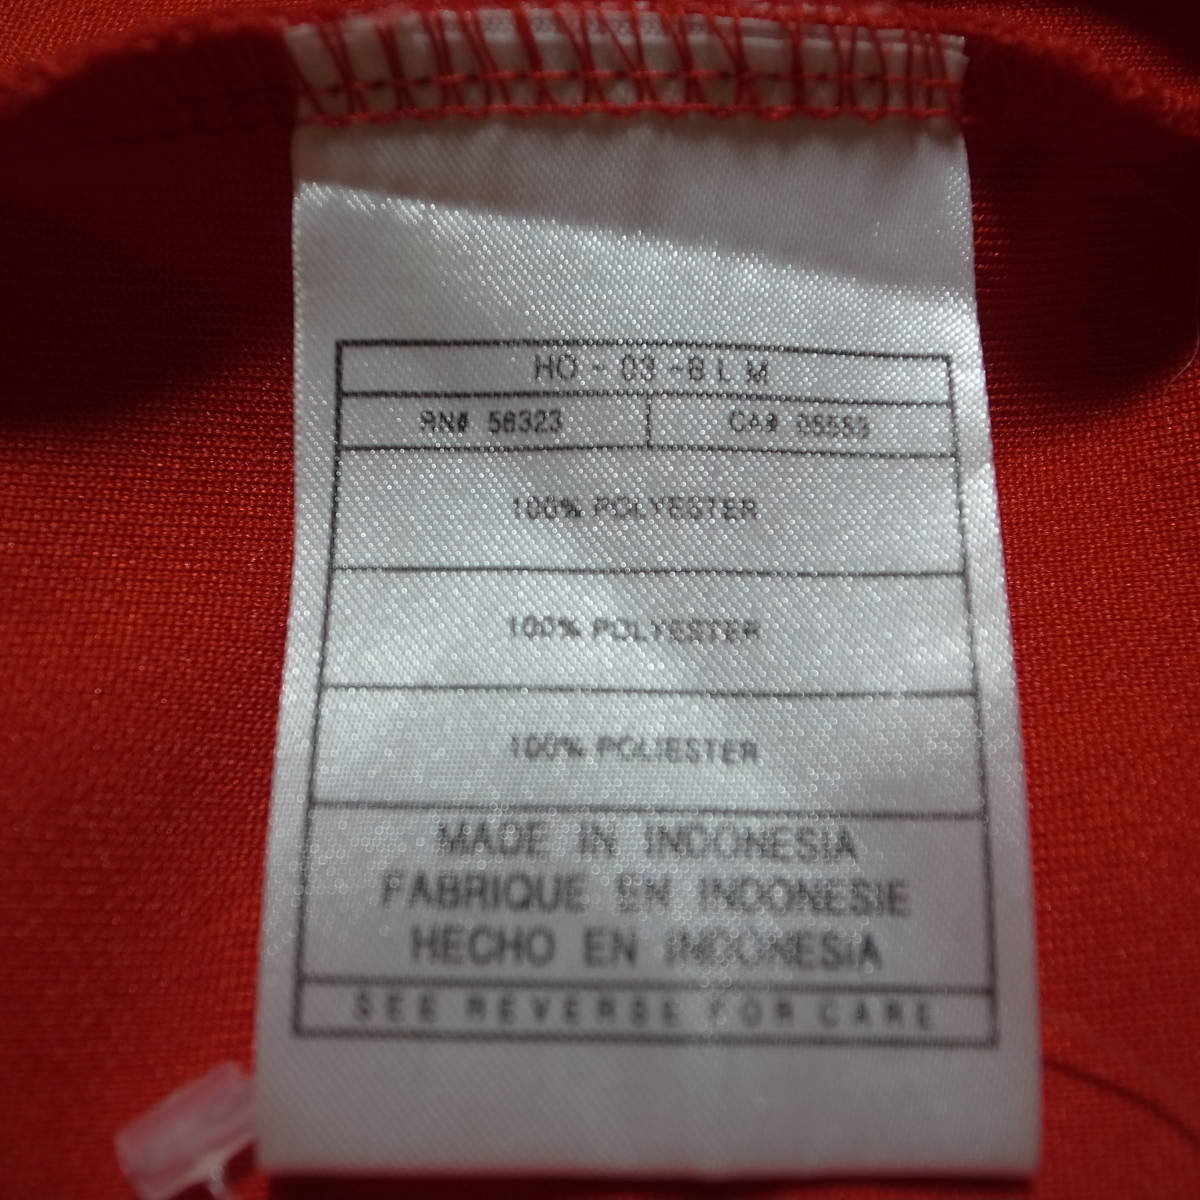 HO - 03 - BLM
RN# 56323 CA# 05553
100% POLYESTER
100% POLYESTER
100% POLIESTER
MADE IN INDONESIA
FABRIQUE EN INDONESIE
HECHO EN INDONESIA
SEE REVERSE FOR CARE